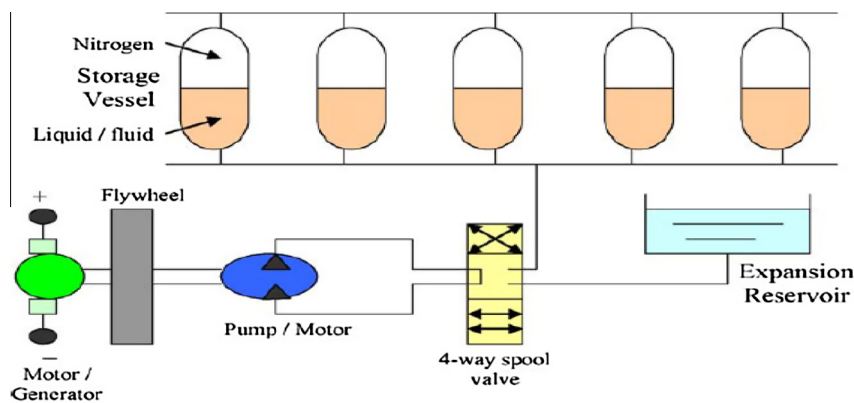 Nitrogen
Storage
Vessel
Liquid / fluid
Flywheel
+
Pump / Motor
−
Motor /
Generator
4-way spool
valve
Expansion
Reservoir